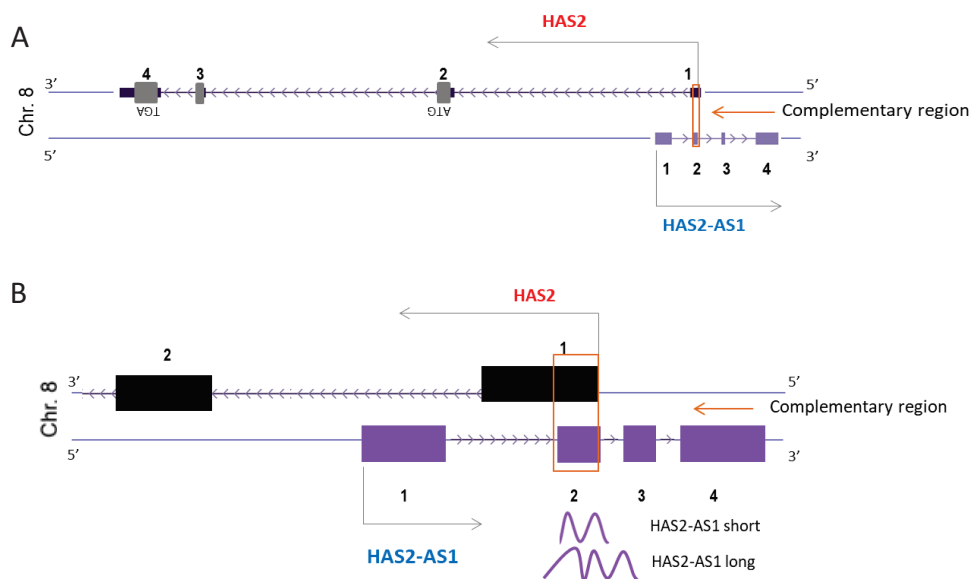 A
HAS2
4 3 2 1
3' 5'
Chr. 8
TGA ATG
Complementary region
5' 3'
1 2 3 4
HAS2-AS1
B
HAS2
2 1
3' 5'
Chr. 8
Complementary region
5' 3'
1 2 3 4
HAS2-AS1 short
HAS2-AS1
HAS2-AS1 long